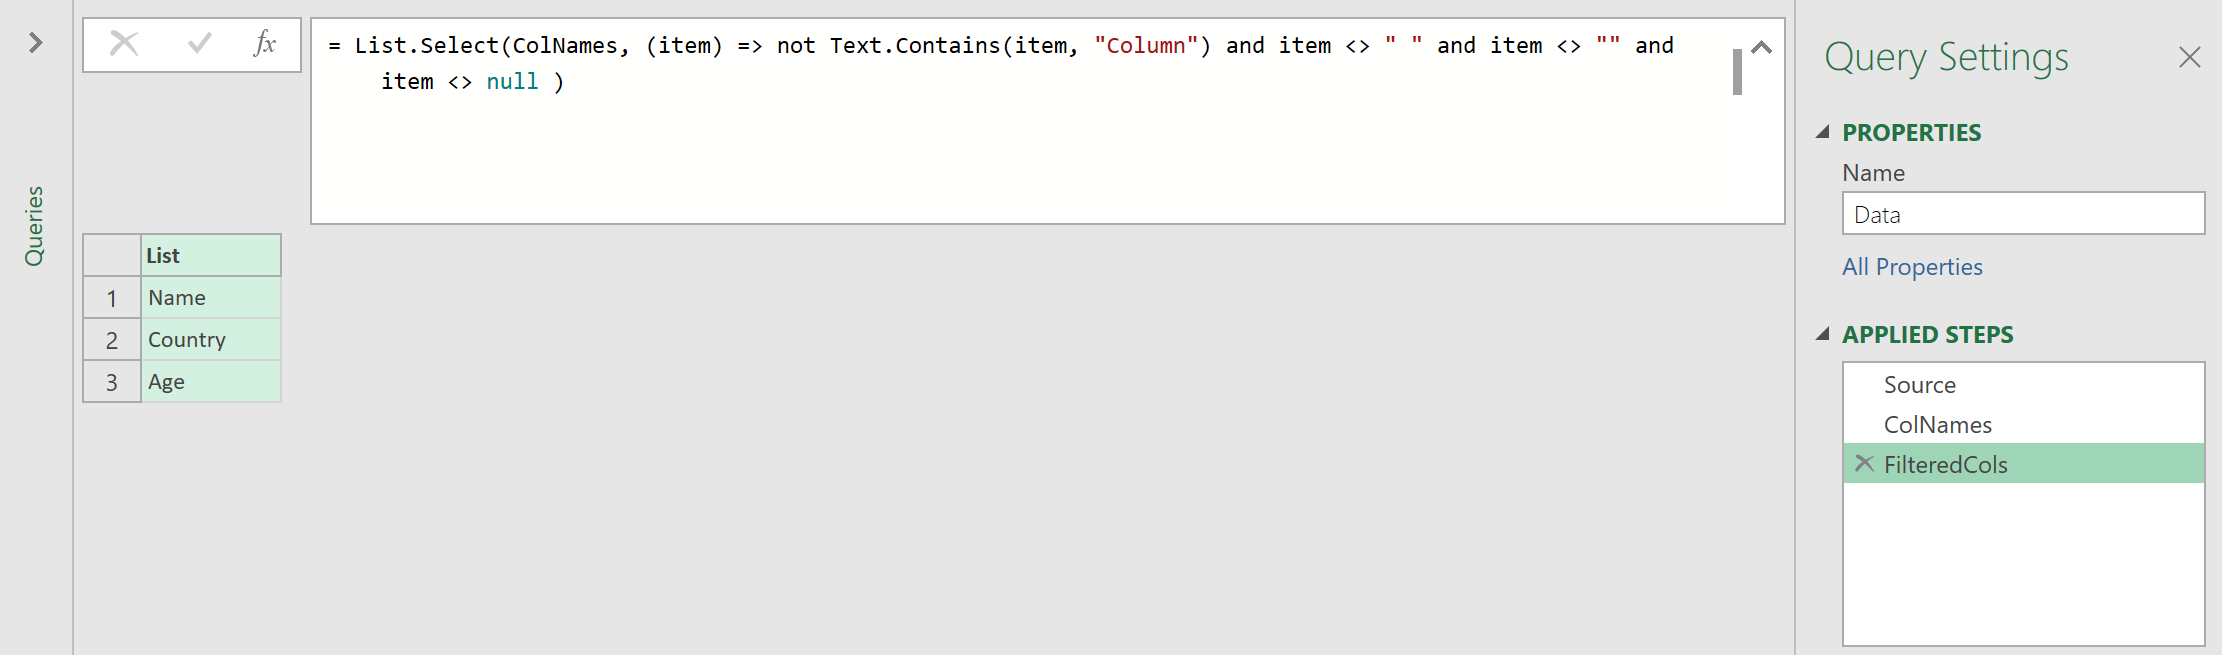 Queries
fx
= List.Select(ColNames, (item) => not Text.Contains(item, "Column") and item <> " " and item <> "" and
item <> null )
List
1 Name
2 Country
3 Age
Query Settings
PROPERTIES
Name
Data
All Properties
APPLIED STEPS
Source
ColNames
FilteredCols